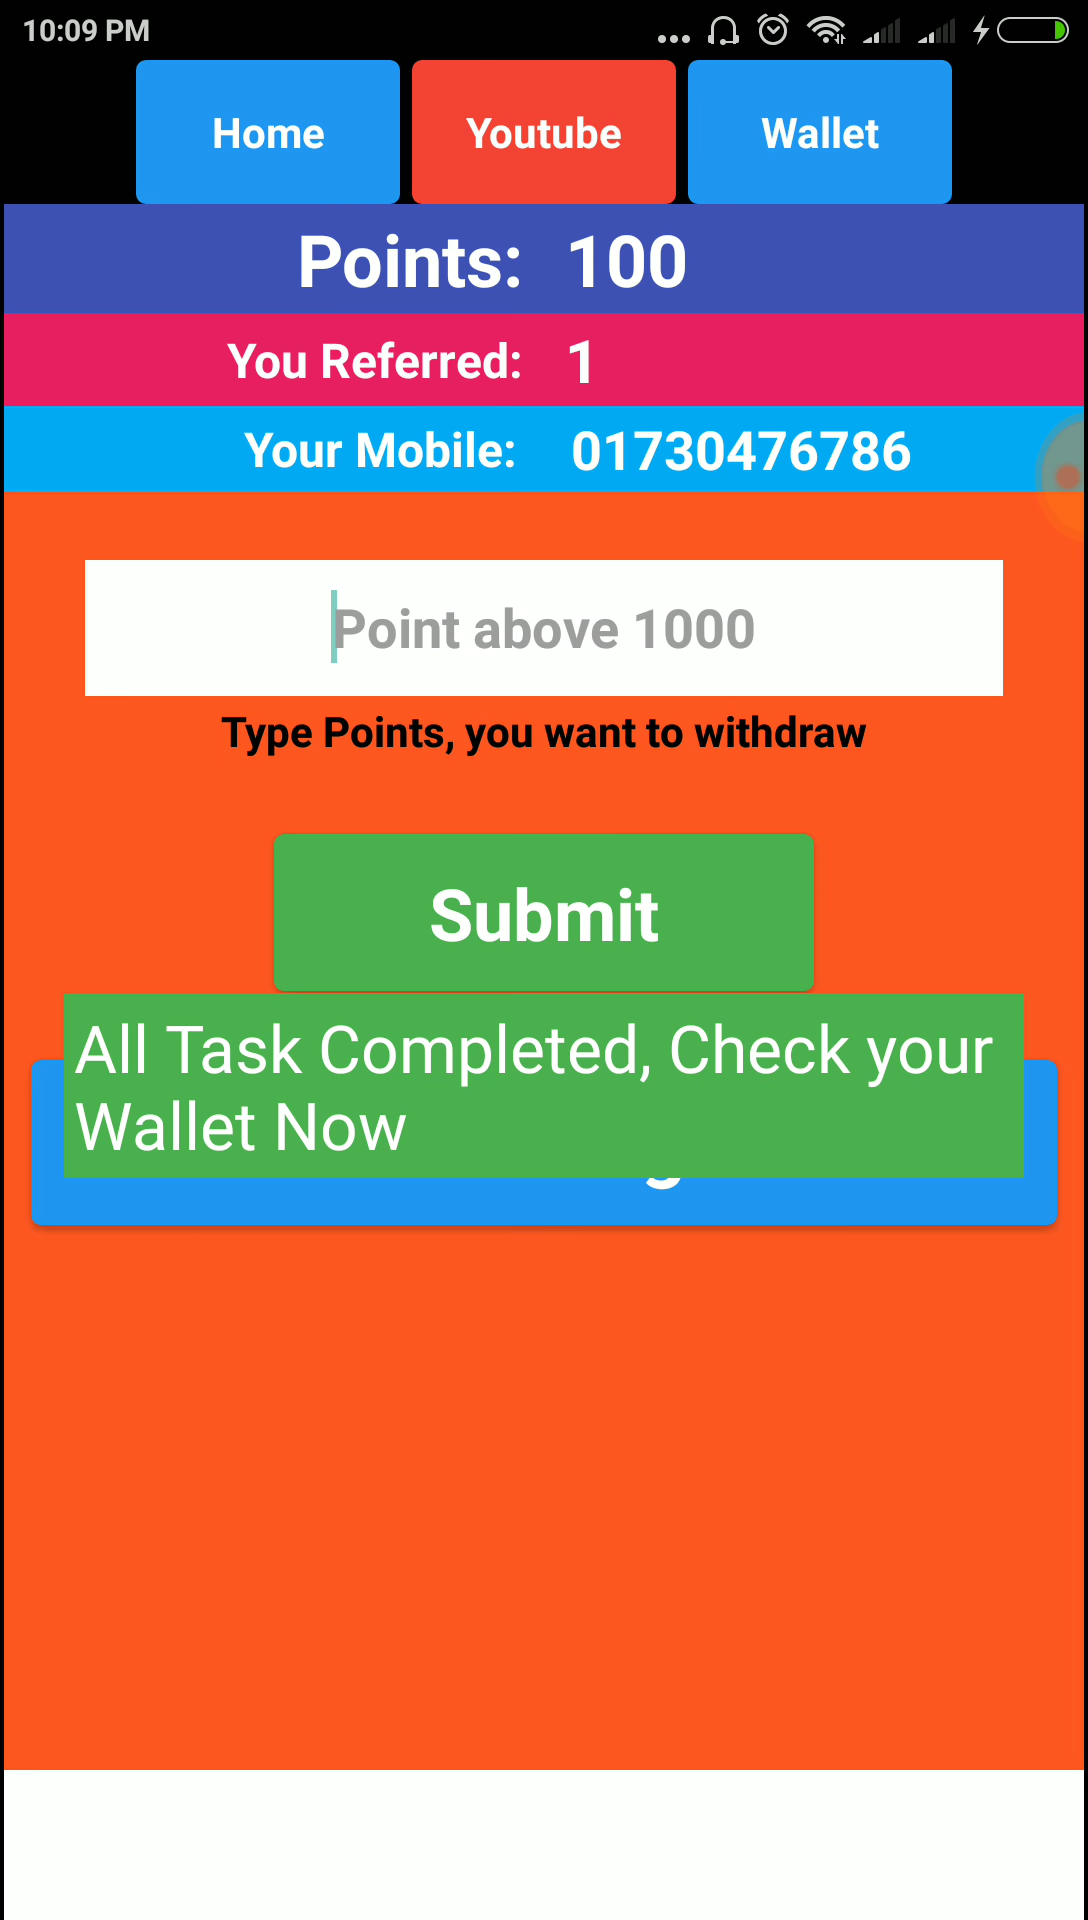 10:09 PM
Home Youtube Wallet
Points: 100
You Referred: 1
Your Mobile: 01730476786
Point above 1000
Type Points, you want to withdraw
Submit
All Task Completed, Check your
Wallet Now